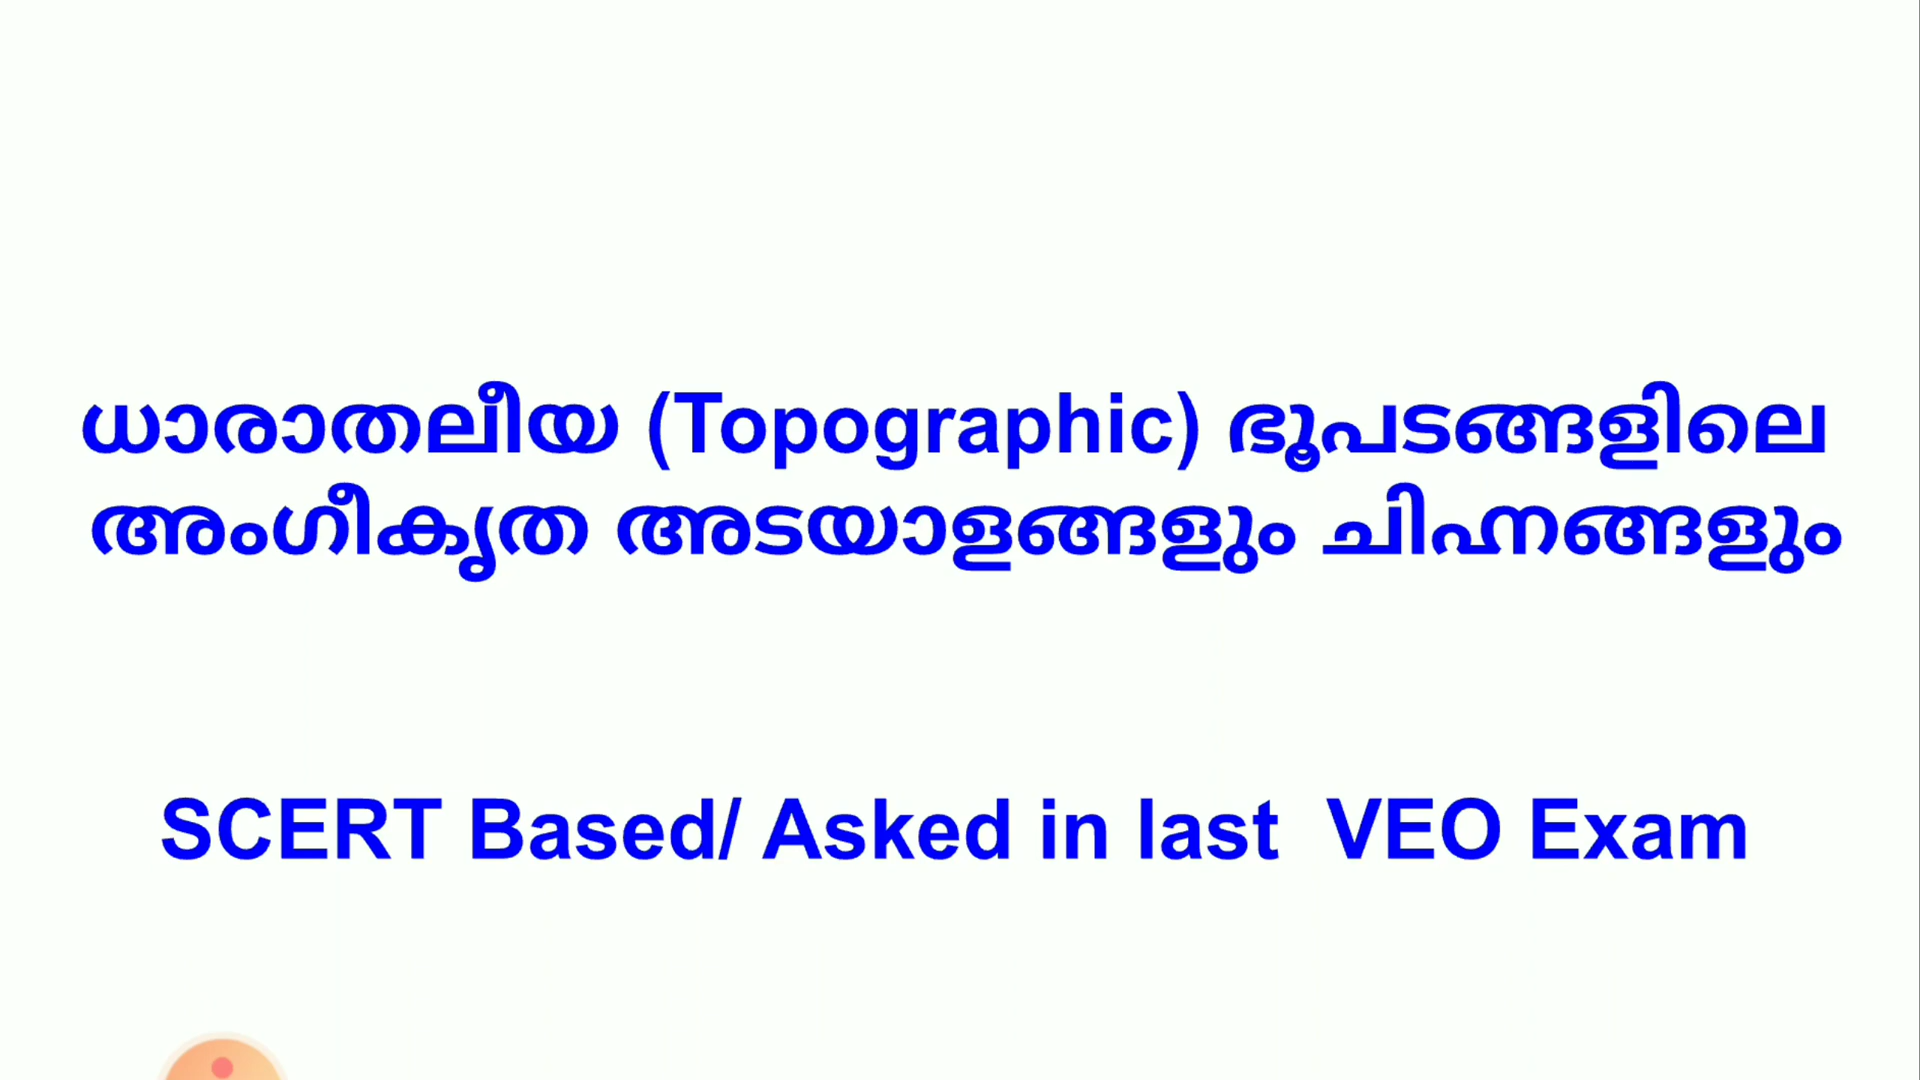 ധാരാതലീയ (Topographic) ഭൂപടങ്ങളിലെ
അംഗീകൃത അടയാളങ്ങളും ചിഹ്നങ്ങളും
SCERT Based/ Asked in last  VEO Exam